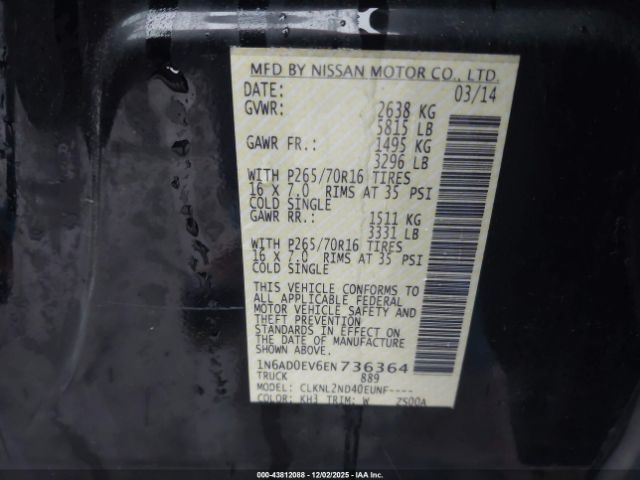 MFD BY NISSAN MOTOR CO., LTD.
DATE: 03/14
GVWR: 2638 KG
5815 LB
GAWR FR.: 1495 KG
3296 LB
WITH P265/70R16 TIRES
16 X 7.0 RIMS AT 35 PSI
COLD SINGLE
GAWR RR.: 1511 KG
3331 LB
WITH P265/70R16 TIRES
16 X 7.0 RIMS AT 35 PSI
COLD SINGLE
THIS VEHICLE CONFORMS TO
ALL APPLICABLE FEDERAL
MOTOR VEHICLE SAFETY AND
THEFT PREVENTION
STANDARDS IN EFFECT ON
THE DATE OF MANUFACTURE
SHOWN ABOVE.
1N6AD0EV6EN 736364
TRUCK 889
MODEL: CLKNL2ND40EUNF----
COLOR: KH3 TRIM: W ZS00A
000-43812088 - 12/02/2025 - IAA Inc.